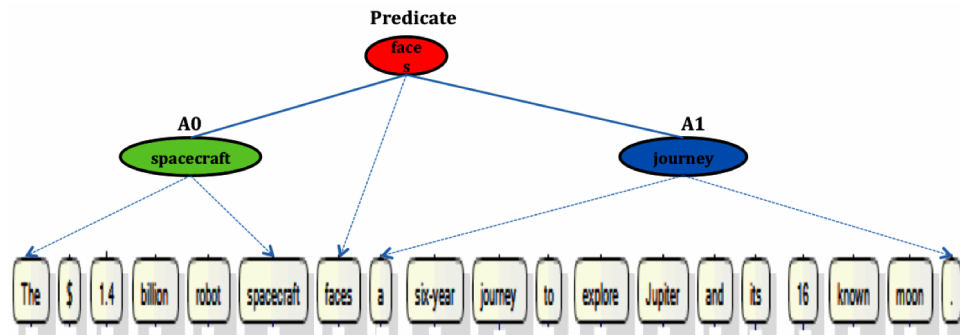 Predicate
face
s
A0
A1
spacecraft
journey
The $ 1.4 billion robot spacecraft faces a six-year journey to explore Jupiter and its 16 known moon .